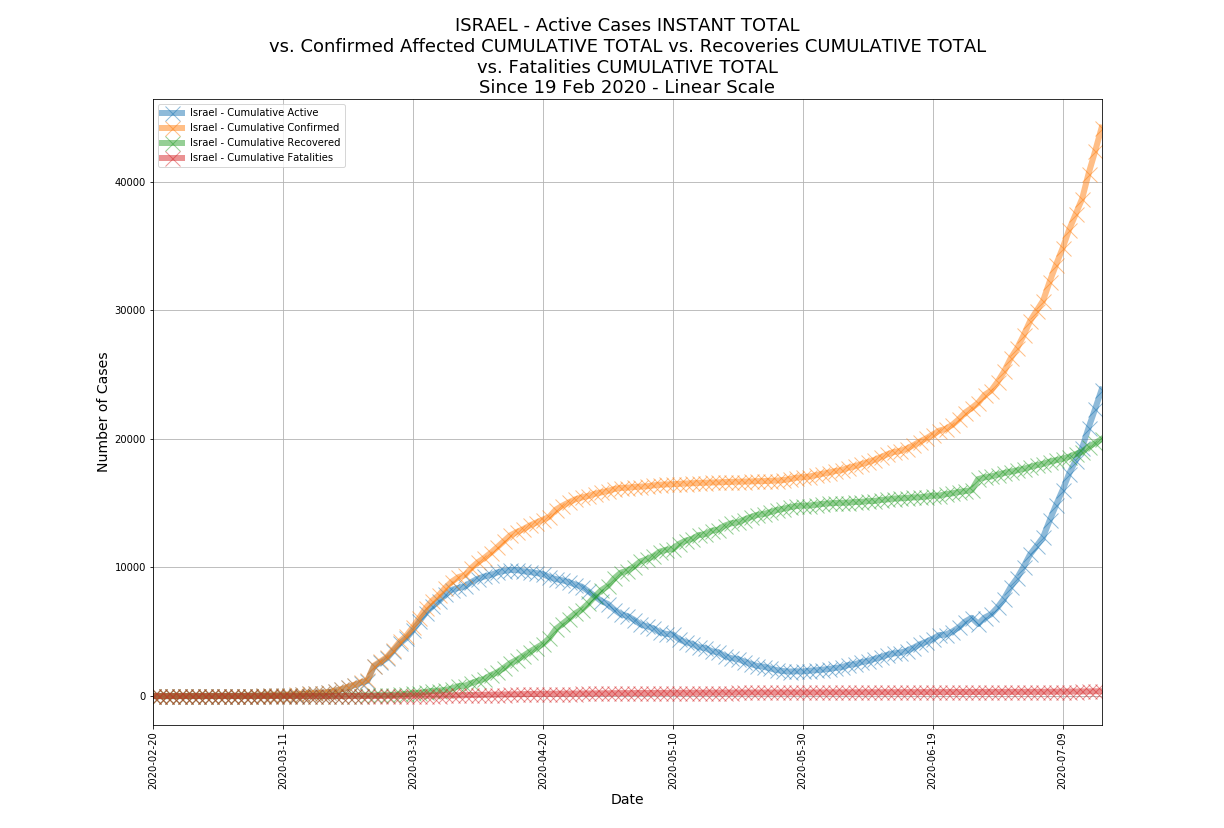 ISRAEL - Active Cases INSTANT TOTAL
vs. Confirmed Affected CUMULATIVE TOTAL vs. Recoveries CUMULATIVE TOTAL
vs. Fatalities CUMULATIVE TOTAL
Since 19 Feb 2020 - Linear Scale
Israel - Cumulative Active
Israel - Cumulative Confirmed
Israel - Cumulative Recovered
Israel - Cumulative Fatalities
Number of Cases
40000
30000
20000
10000
0
2020-02-20
2020-03-11
2020-03-31
2020-04-20
2020-05-10
2020-05-30
2020-06-19
2020-07-09
Date